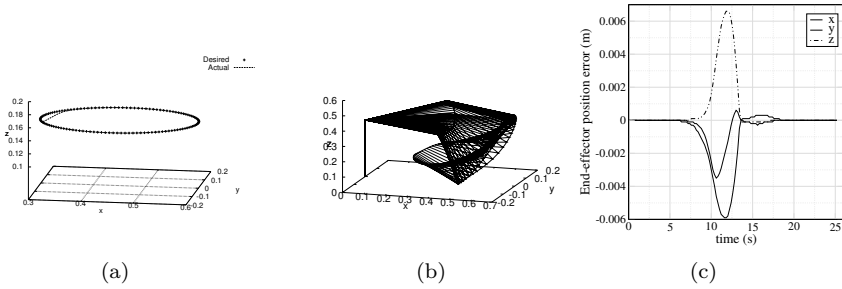 Desired
Actual
0.2
0.18
0.16
z
0.14
0.12
0.1
0.3
0.4
0.5
0.6
x
-0.2
-0.1
0
0.1
0.2
y
(a)
0.6
0.5
0.4
z
0.3
0.2
0.1
0
0 0.1 0.2 0.3 0.4 0.5 0.6 0.7
x
-0.2
-0.1
0
0.1
0.2
y
(b)
End-effector position error (m)
0.006
0.004
0.002
0
-0.002
-0.004
-0.006
x
y
z
0 5 10 15 20 25
time (s)
(c)